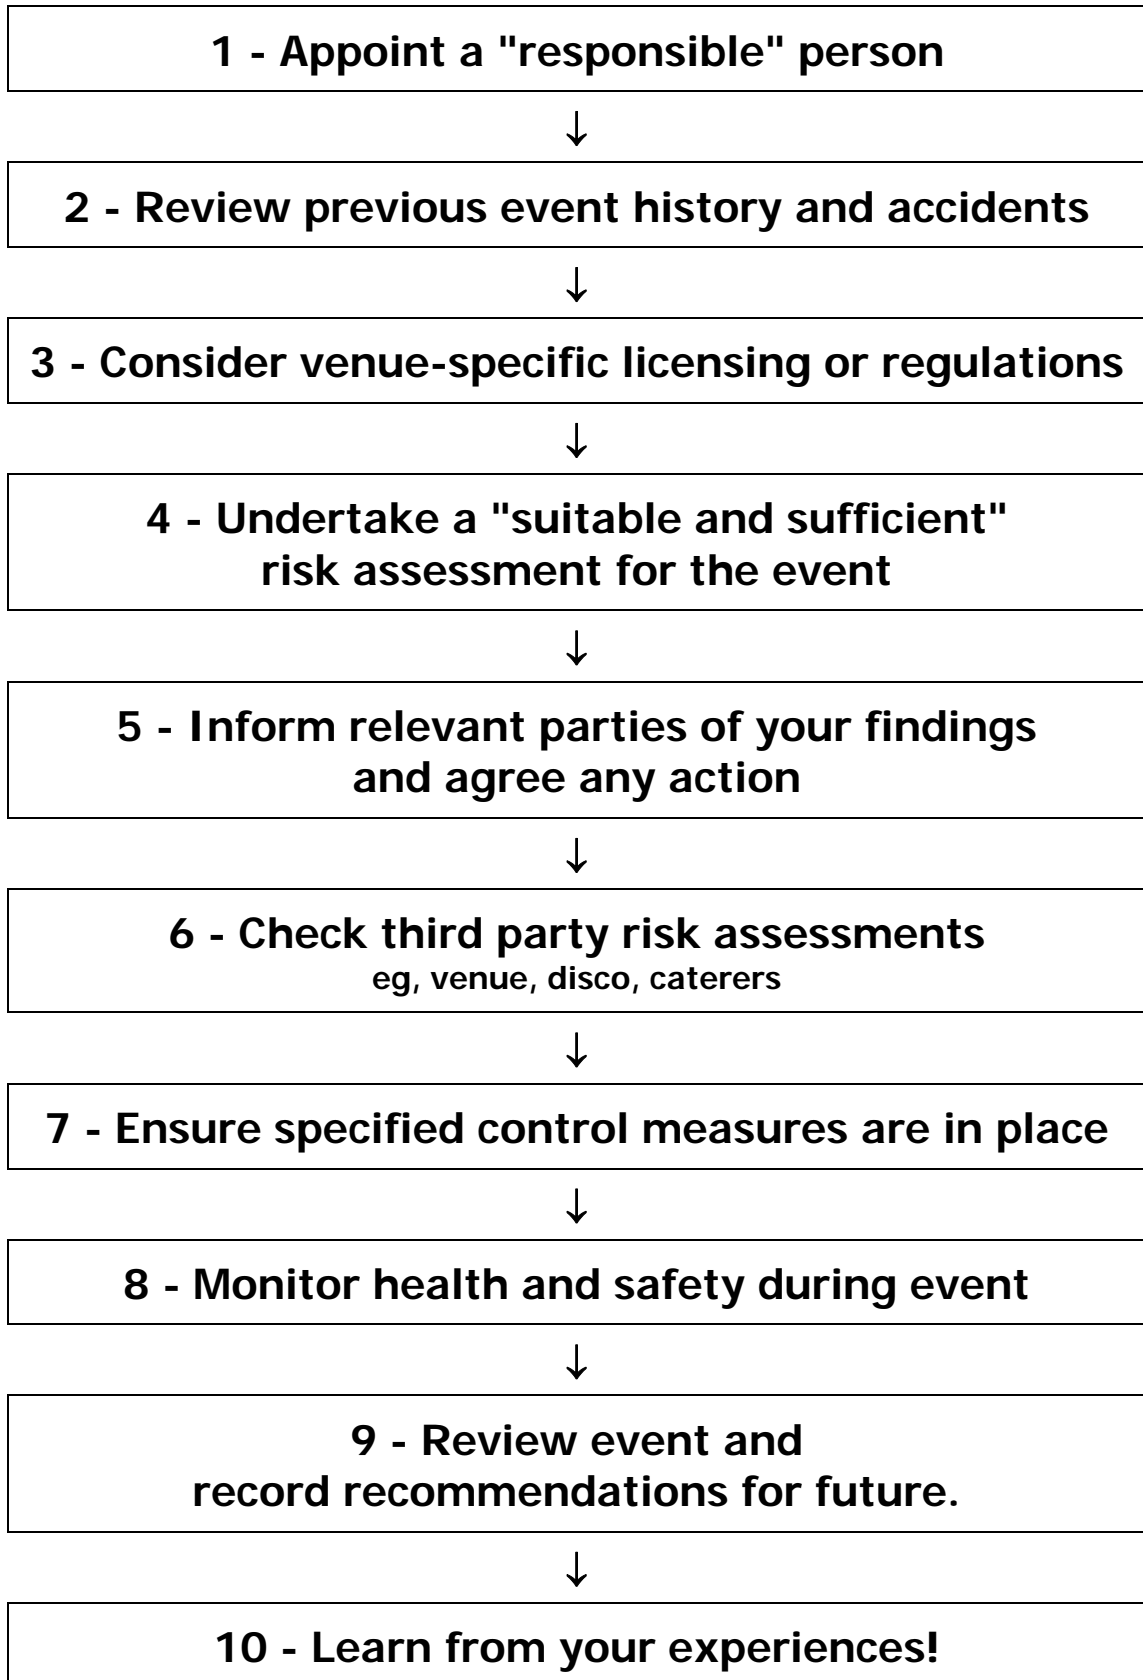 1 - Appoint a "responsible" person
↓
2 - Review previous event history and accidents
↓
3 - Consider venue-specific licensing or regulations
↓
4 - Undertake a "suitable and sufficient"
risk assessment for the event
↓
5 - Inform relevant parties of your findings
and agree any action
↓
6 - Check third party risk assessments
eg, venue, disco, caterers
↓
7 - Ensure specified control measures are in place
↓
8 - Monitor health and safety during event
↓
9 - Review event and
record recommendations for future.
↓
10 - Learn from your experiences!